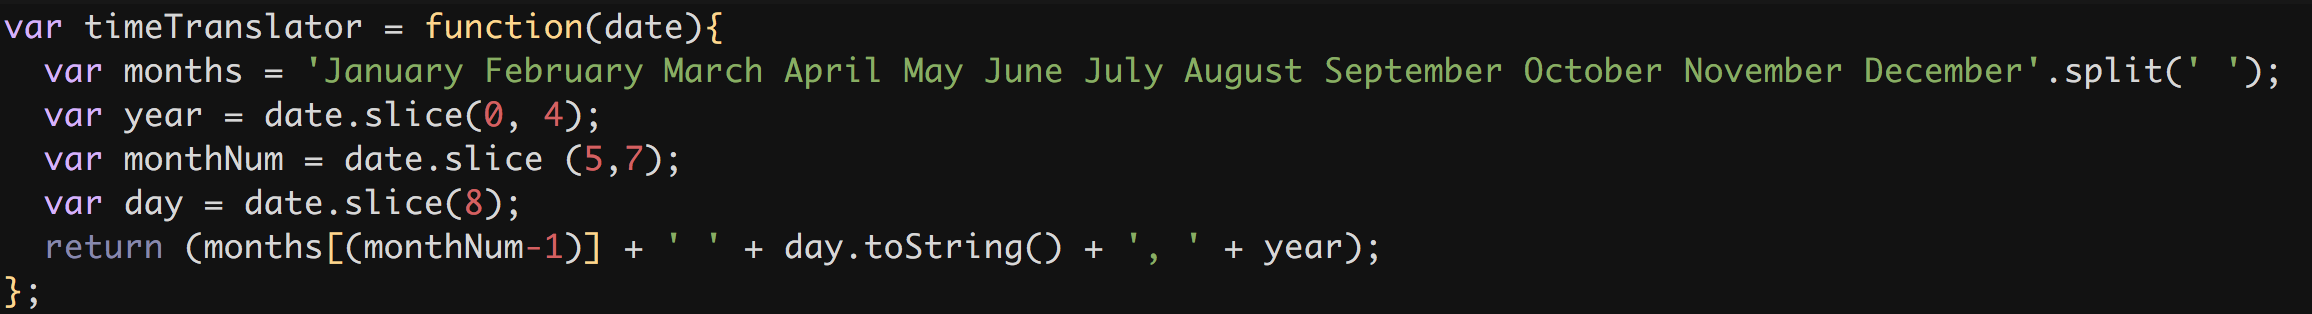 var timeTranslator = function(date){
  var months = 'January February March April May June July August September October November December'.split(' ');
  var year = date.slice(0, 4);
  var monthNum = date.slice (5,7);
  var day = date.slice(8);
  return (months[(monthNum-1)] + ' ' + day.toString() + ', ' + year);
};